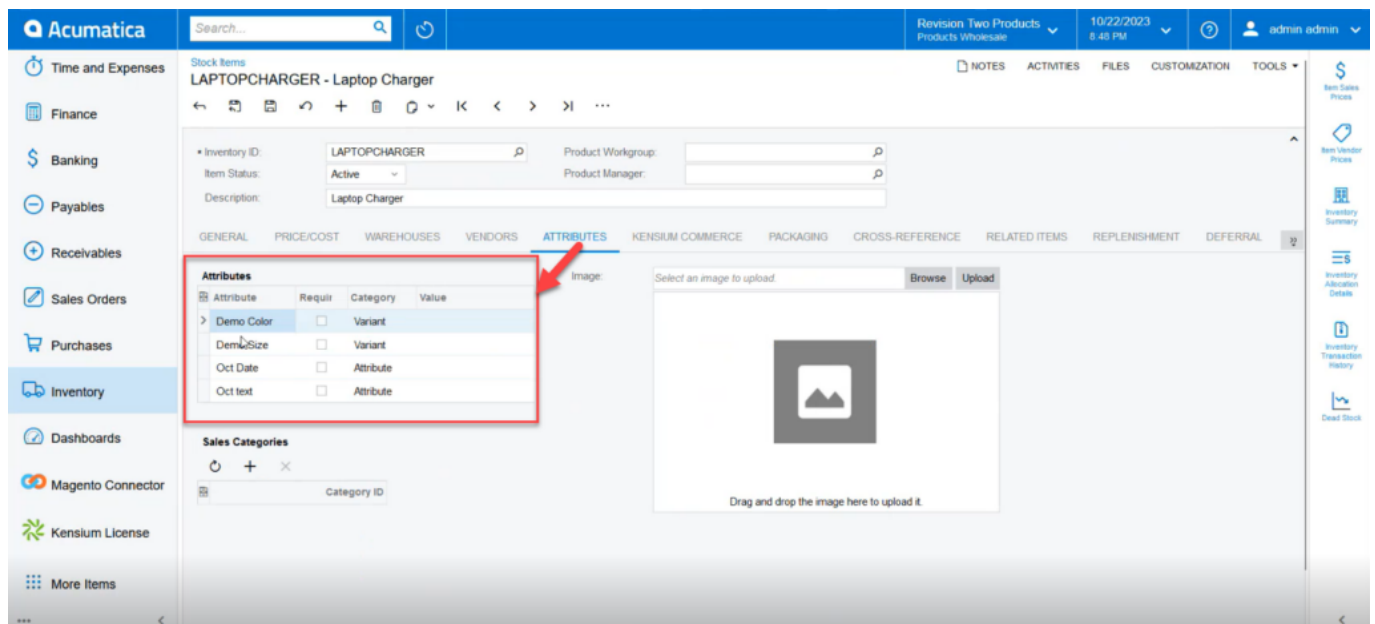 Acumatica
Search...
Revision Two Products
Products Wholesale
10/22/2023
8:48 PM
admin admin
Time and Expenses
Finance
Banking
Payables
Receivables
Sales Orders
Purchases
Inventory
Dashboards
Magento Connector
Kensium License
More Items
Stock Items
LAPTOPCHARGER - Laptop Charger
NOTES ACTIVITIES FILES CUSTOMIZATION TOOLS
Inventory ID: LAPTOPCHARGER Product Workgroup:
Item Status: Active Product Manager:
Description: Laptop Charger
GENERAL PRICE/COST WAREHOUSES VENDORS ATTRIBUTES KENSIUM COMMERCE PACKAGING CROSS-REFERENCE RELATED ITEMS REPLENISHMENT DEFERRAL
Attributes
Attribute Requir Category Value
Demo Color Variant
Demo Size Variant
Oct Date Attribute
Oct text Attribute
Sales Categories
Category ID
Image: Select an image to upload. Browse Upload
Drag and drop the image here to upload it.
Item Sales
Prices
Item Vendor
Prices
Inventory
Summary
Inventory
Allocation
Details
Inventory
Transaction
History
Dead Stock